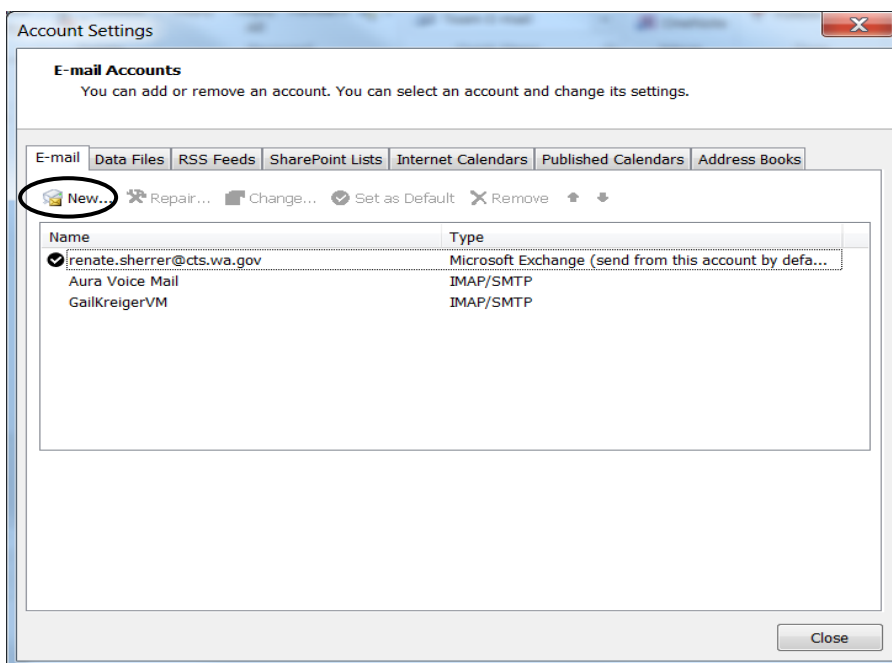 Team E-mail
Account Settings
E-mail Accounts
You can add or remove an account. You can select an account and change its settings.
E-mail Data Files RSS Feeds SharePoint Lists Internet Calendars Published Calendars Address Books
New... Repair... Change... Set as Default Remove
Name Type
renate.sherrer@cts.wa.gov Microsoft Exchange (send from this account by defa...
Aura Voice Mail IMAP/SMTP
GailKreigerVM IMAP/SMTP
Close